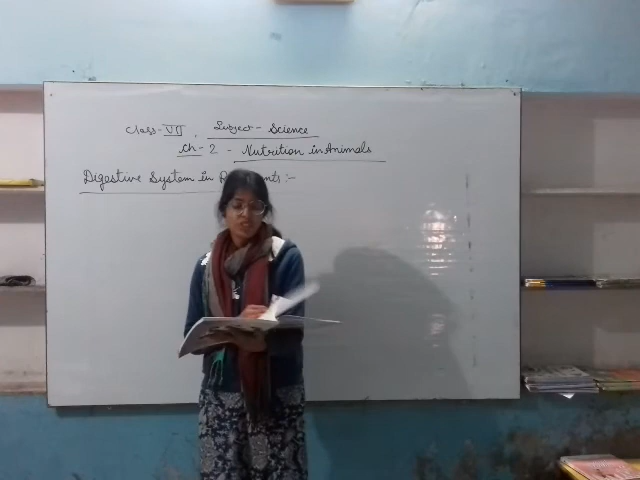 Class- VII, Subject - Science
Ch- 2 - Nutrition in Animals
Digestive System in